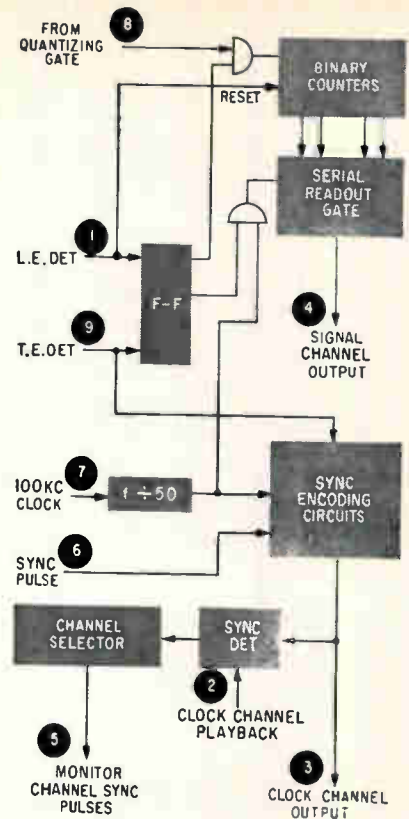 8
FROM
QUANTIZING
GATE
BINARY
COUNTERS
RESET
SERIAL
READOUT
GATE
1
L.E. DET
F-F
9
T.E. DET
4
SIGNAL
CHANNEL
OUTPUT
7
100KC
CLOCK
f ÷ 50
SYNC
ENCODING
CIRCUITS
6
SYNC
PULSE
CHANNEL
SELECTOR
SYNC
DET
2
CLOCK CHANNEL
PLAYBACK
5
MONITOR
CHANNEL SYNC
PULSES
3
CLOCK CHANNEL
OUTPUT